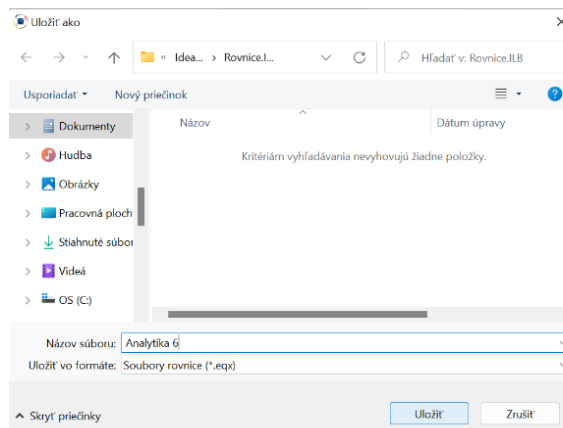 Uložiť ako
« Idea... > Rovnice.I... Hľadať v: Rovnice.ILB
Usporiadať Nový priečinok
Názov Dátum úpravy
Dokumenty
Kritériám vyhľadávania nevyhovujú žiadne položky.
Hudba
Obrázky
Pracovná ploch
Stiahnuté súbor
Videá
OS (C:)
Názov súboru: Analytika 6
Uložiť vo formáte: Soubory rovnice (*.eqx)
Skryť priečinky Uložiť Zrušiť